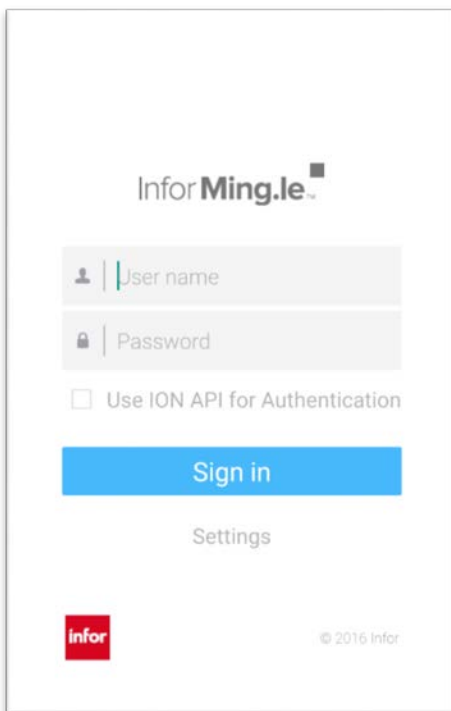 Infor Ming.le™
User name
Password
Use ION API for Authentication
Sign in
Settings
infor
© 2016 Infor